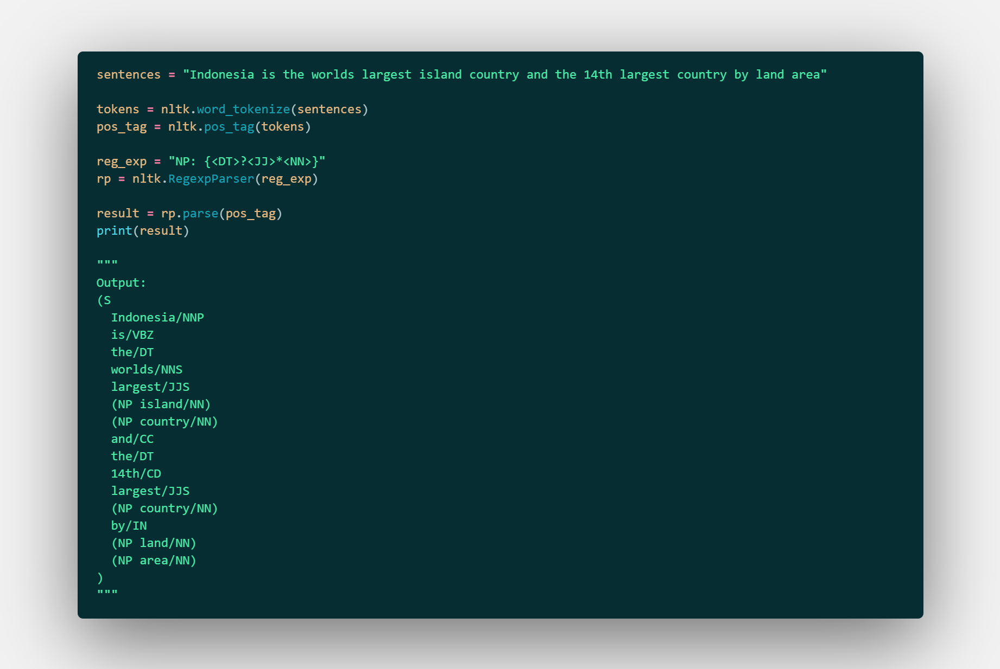 sentences = "Indonesia is the worlds largest island country and the 14th largest country by land area"

tokens = nltk.word_tokenize(sentences)
pos_tag = nltk.pos_tag(tokens)

reg_exp = "NP: {<DT>?<JJ>*<NN>}"
rp = nltk.RegexpParser(reg_exp)

result = rp.parse(pos_tag)
print(result)

"""
Output:
(S
  Indonesia/NNP
  is/VBZ
  the/DT
  worlds/NNS
  largest/JJS
  (NP island/NN)
  (NP country/NN)
  and/CC
  the/DT
  14th/CD
  largest/JJS
  (NP country/NN)
  by/IN
  (NP land/NN)
  (NP area/NN)
)
"""